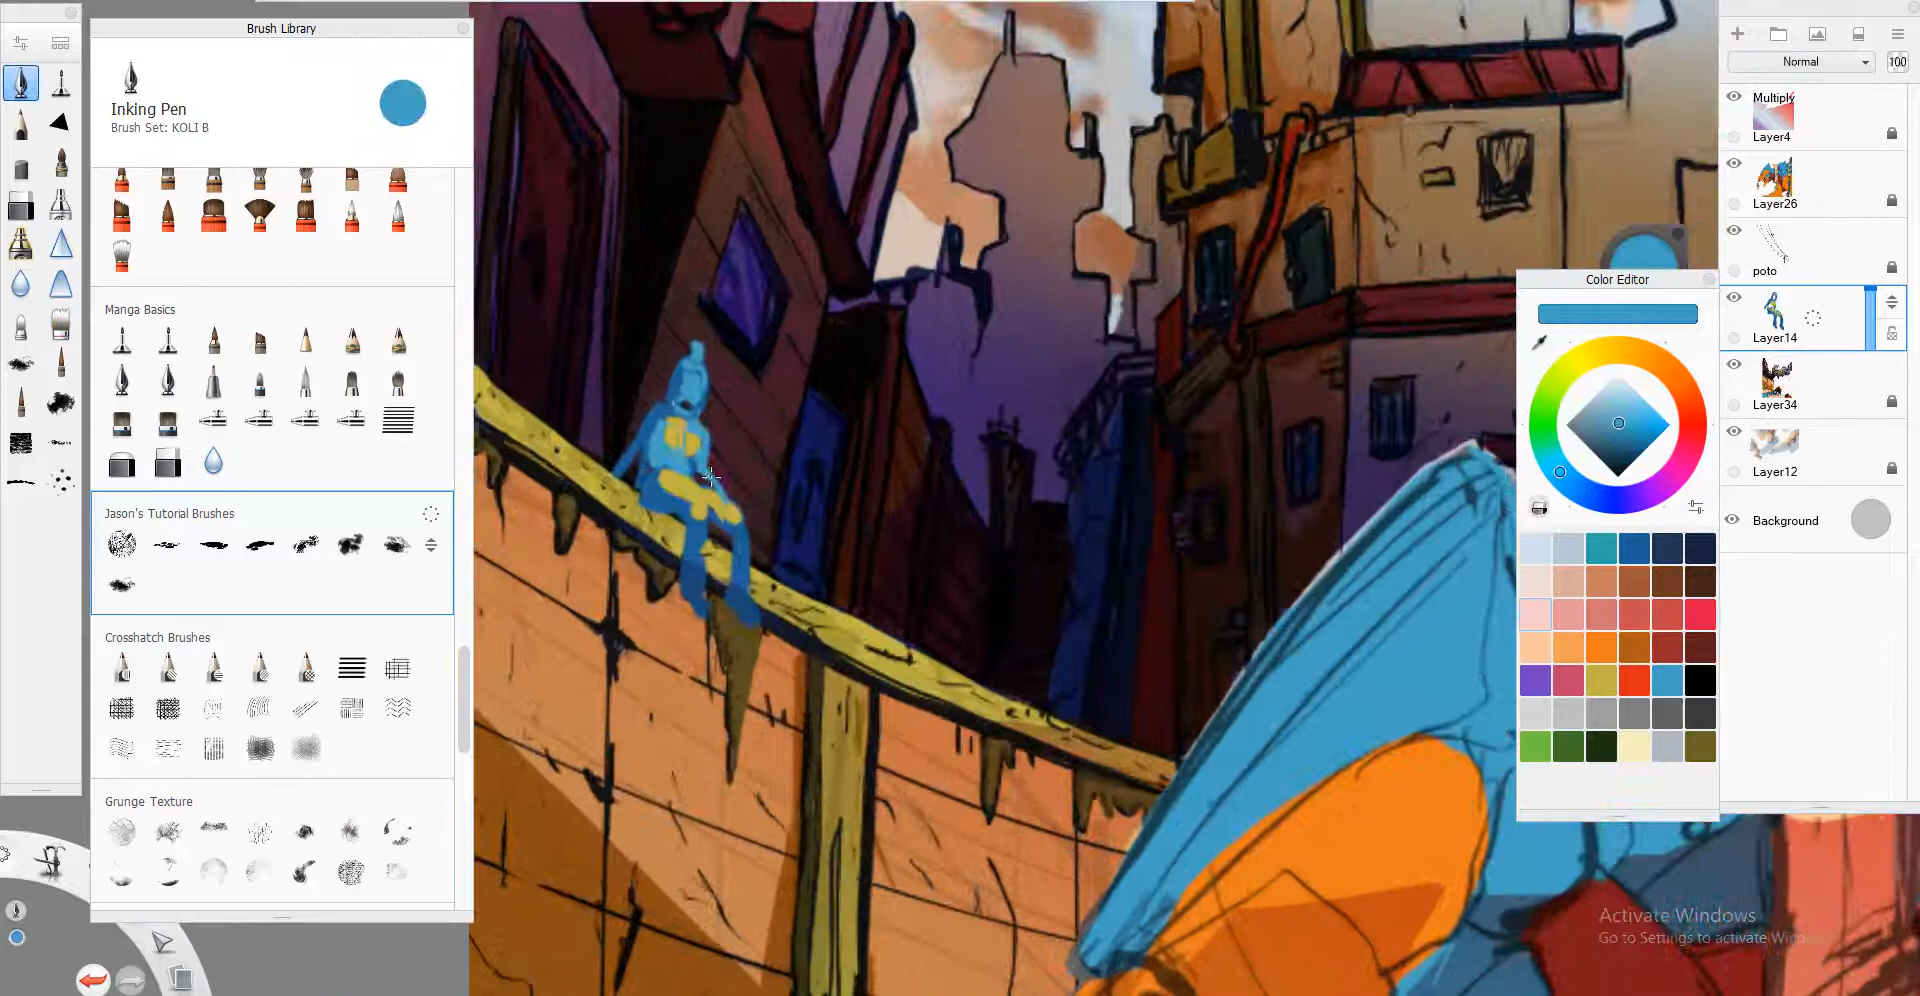 Brush Library
Inking Pen
Brush Set: KOLI B
Manga Basics
Jason's Tutorial Brushes
Crosshatch Brushes
Grunge Texture
Normal
100
Multiply
Layer4
Layer26
poto
Layer14
Layer34
Layer12
Background
Color Editor
Activate Windows
Go to Settings to activate Windows